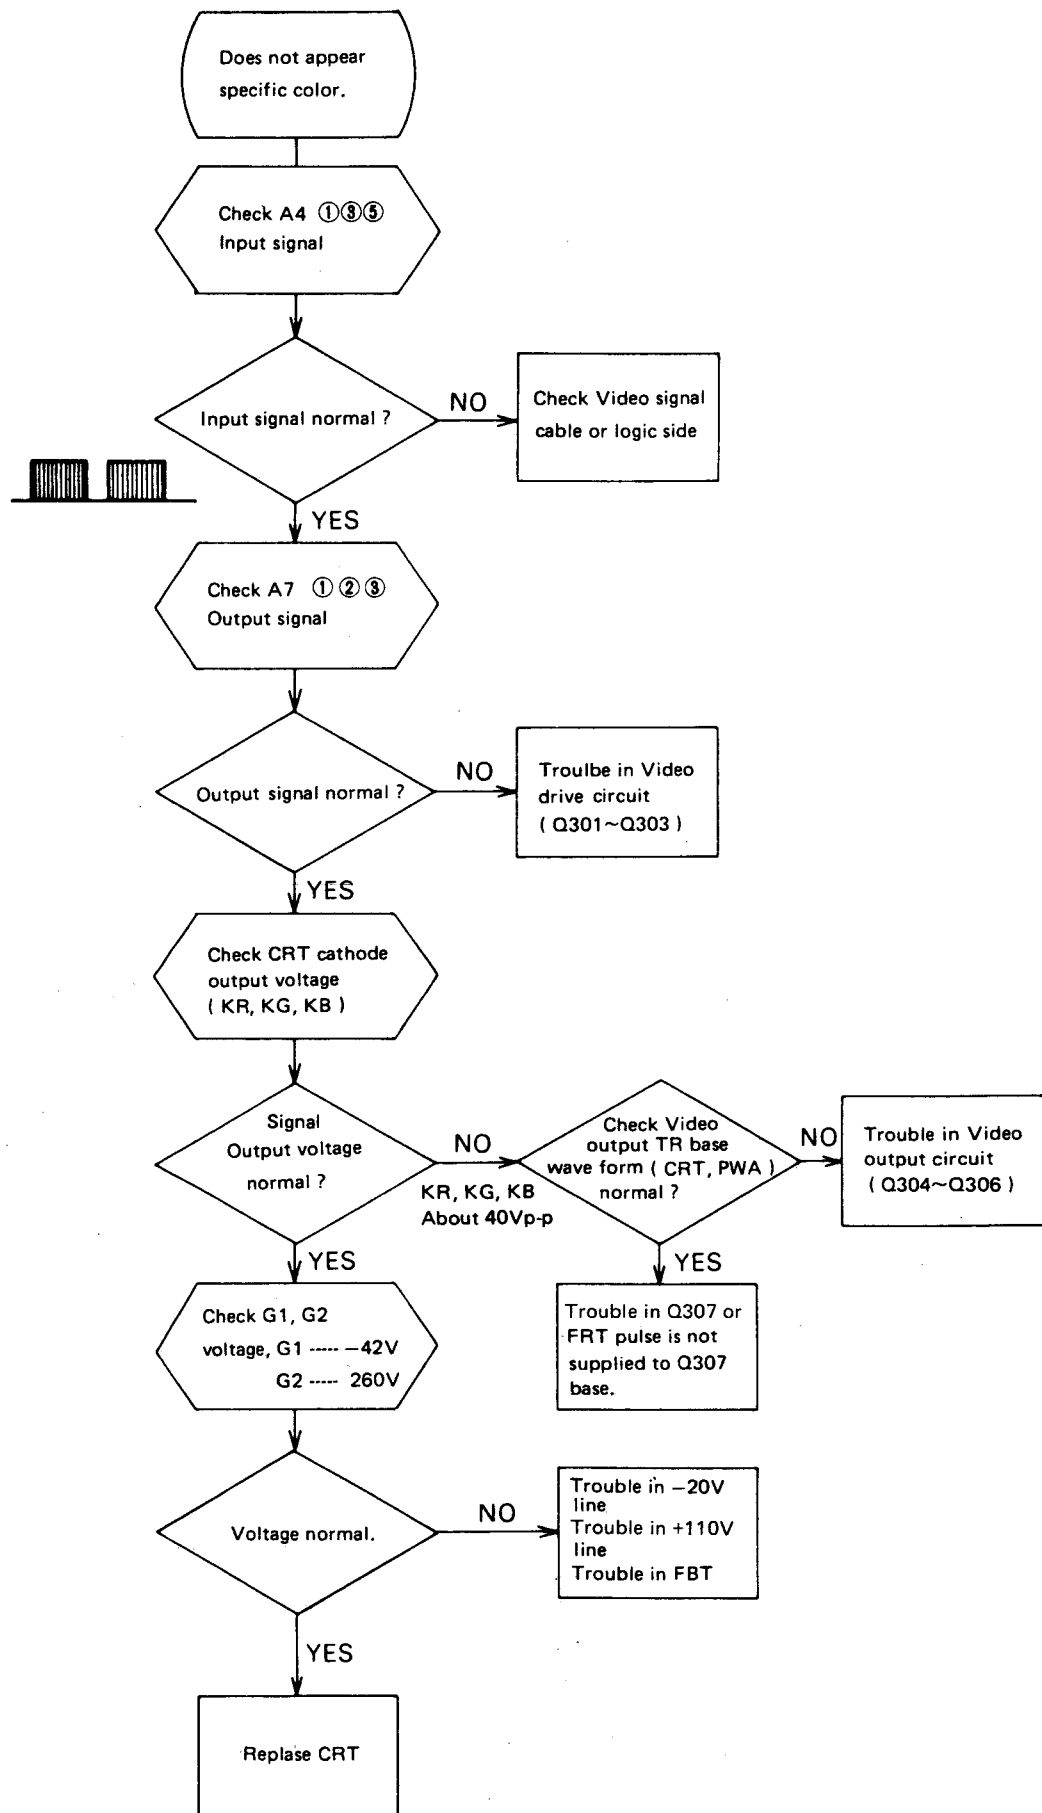 Does not appear
specific color.
Check A4 ①③⑤
Input signal
Input signal normal ?
NO
Check Video signal
cable or logic side
YES
Check A7 ①②③
Output signal
Output signal normal ?
NO
Troulbe in Video
drive circuit
( Q301~Q303 )
YES
Check CRT cathode
output voltage
( KR, KG, KB )
Signal
Output voltage
normal ?
NO
KR, KG, KB
About 40Vp-p
Check Video
output TR base
wave form ( CRT, PWA )
normal ?
NO
Trouble in Video
output circuit
( Q304~Q306 )
YES
Trouble in Q307 or
FRT pulse is not
supplied to Q307
base.
YES
Check G1, G2
voltage, G1 ----- −42V
G2 ----- 260V
Voltage normal.
NO
Trouble in −20V
line
Trouble in +110V
line
Trouble in FBT
YES
Replase CRT